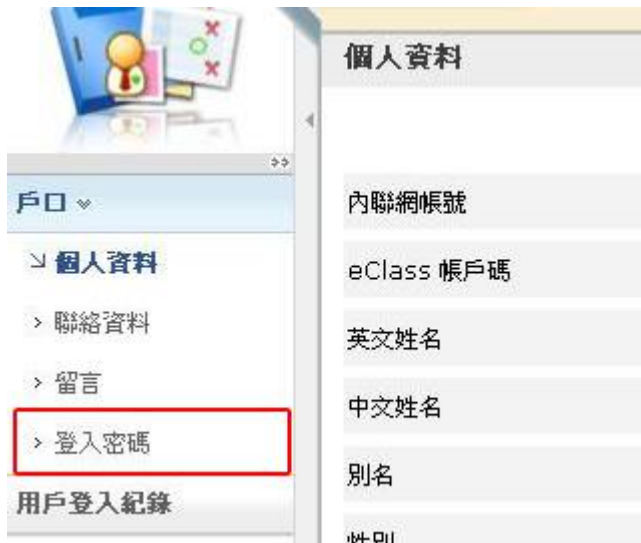 戶口
個人資料
聯絡資料
留言
登入密碼
用戶登入紀錄
個人資料
內聯網帳號
eClass 帳戶碼
英文姓名
中文姓名
別名
性別